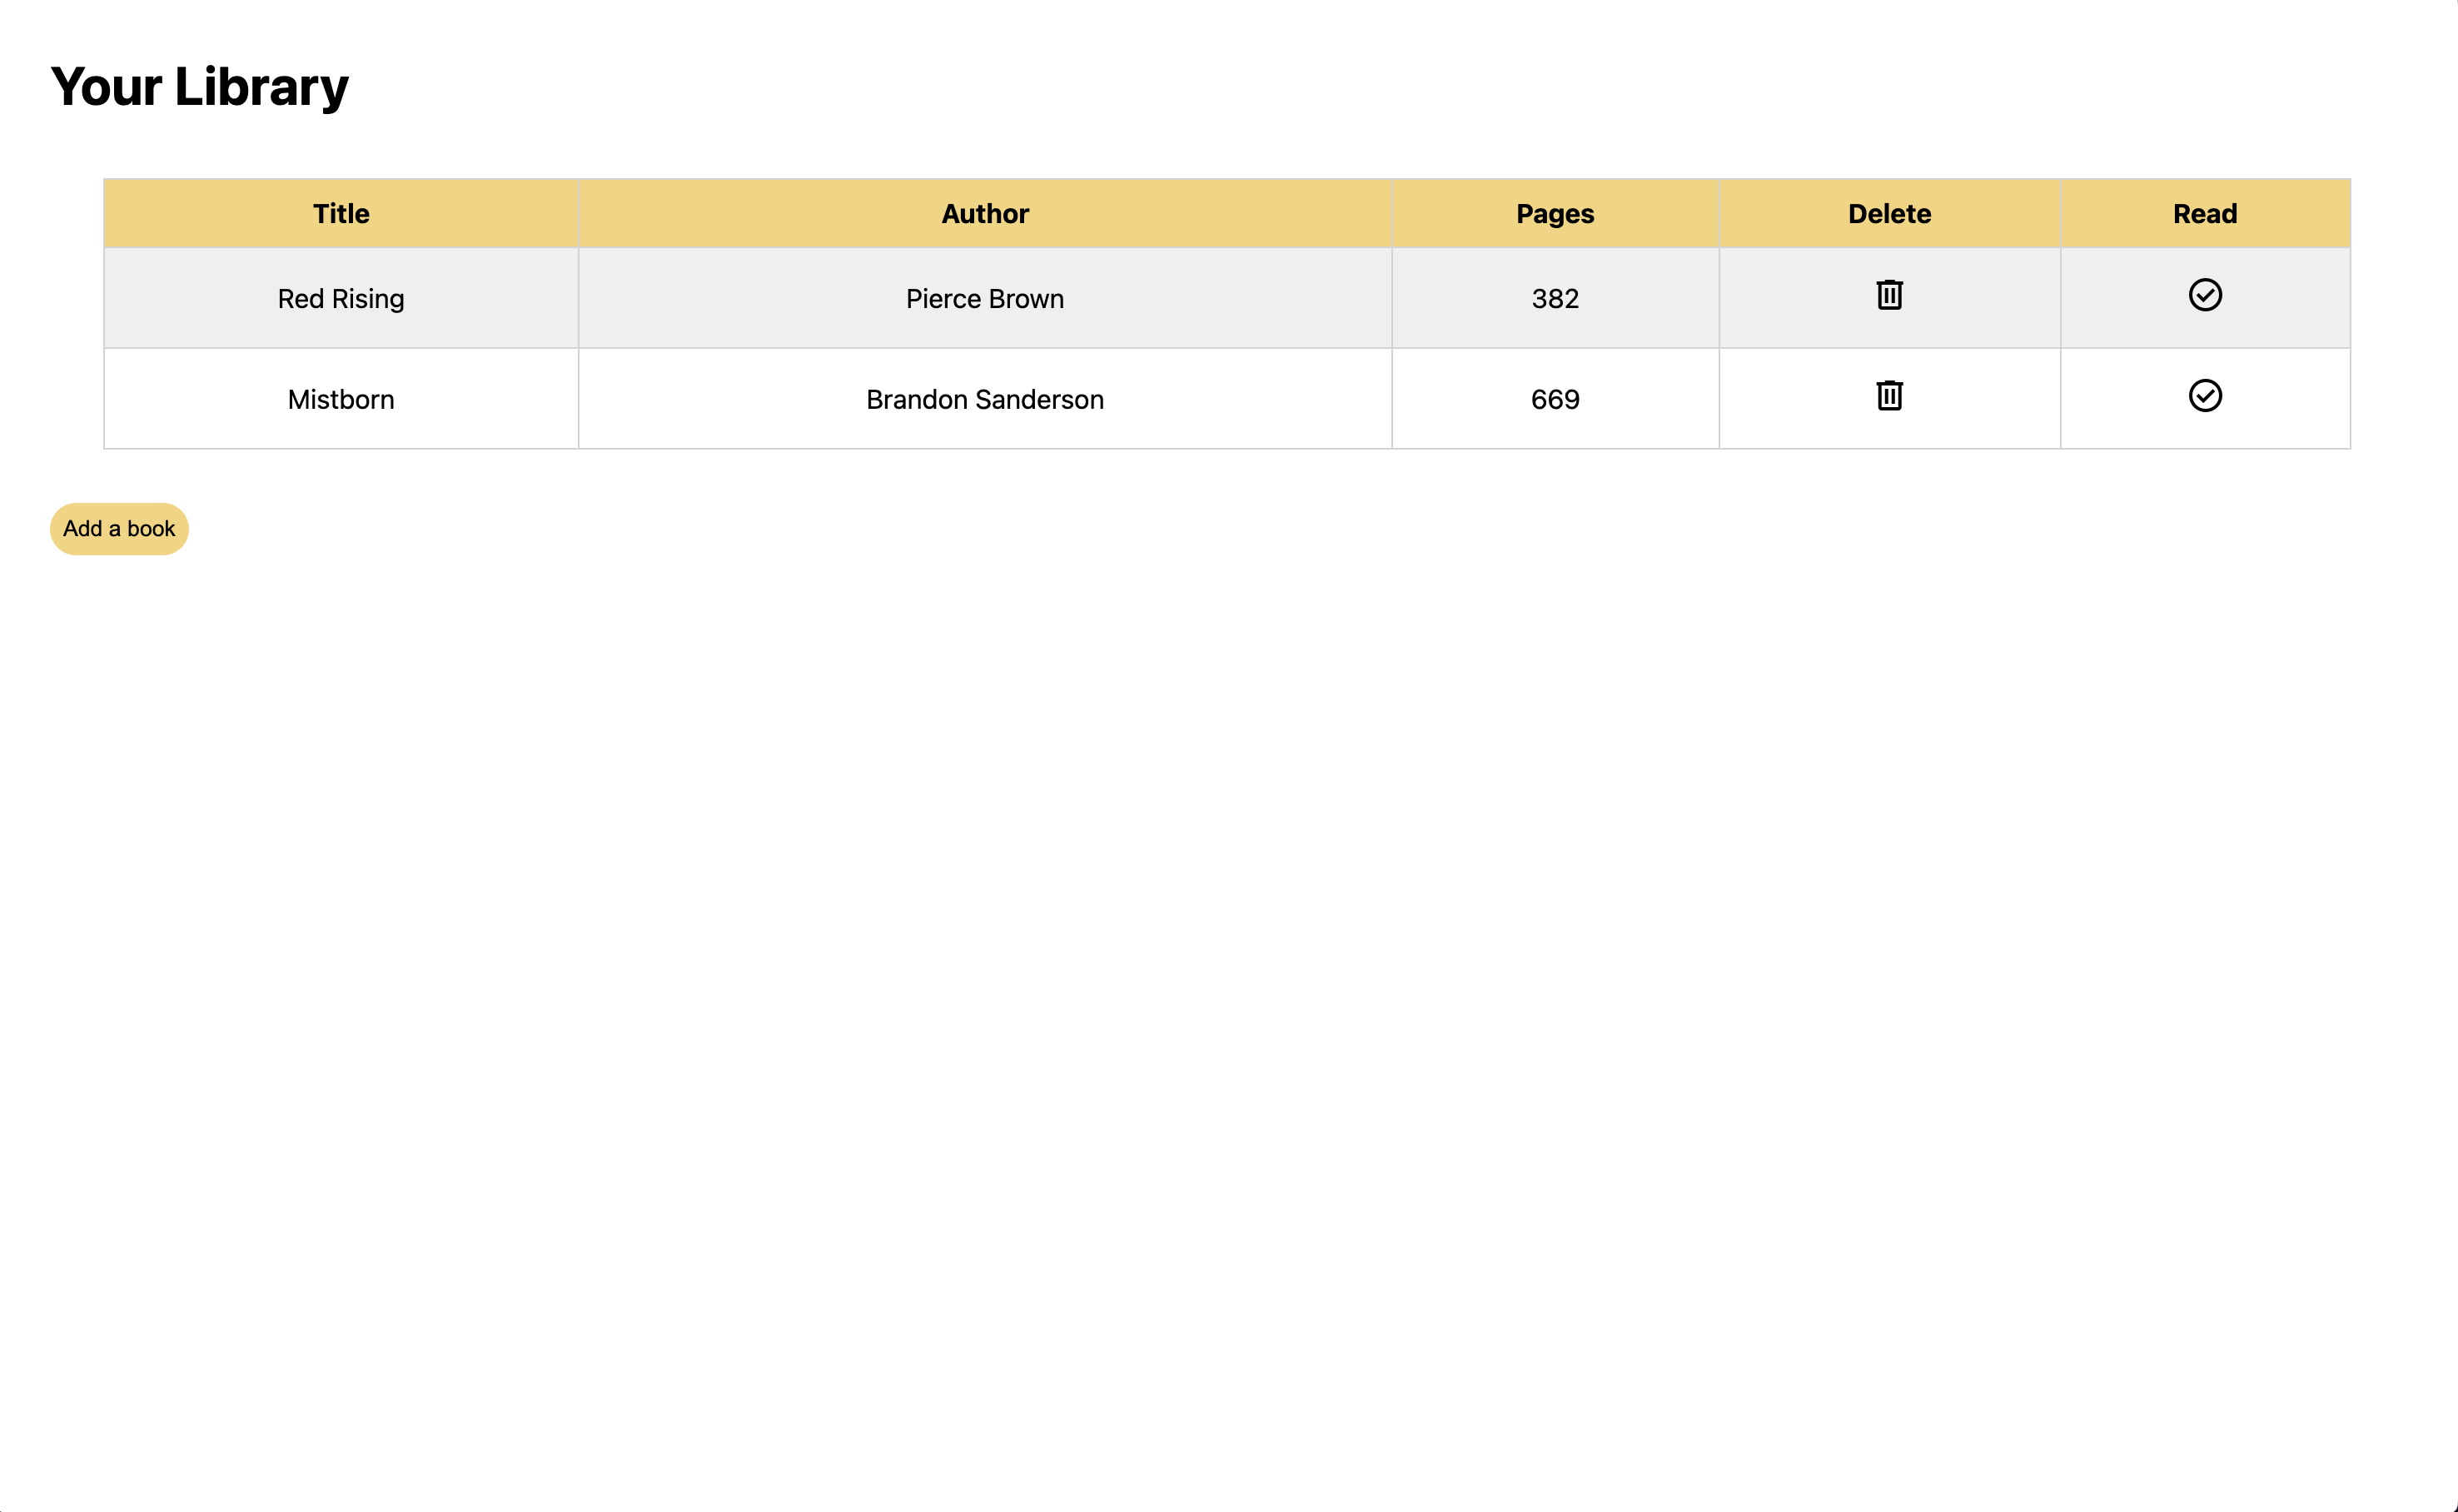 Your Library
Title Author Pages Delete Read
Red Rising Pierce Brown 382
Mistborn Brandon Sanderson 669
Add a book